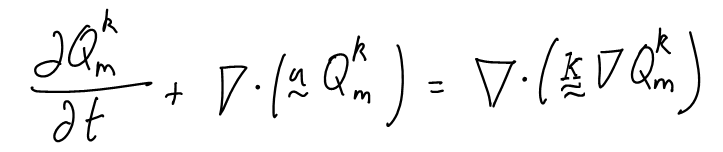 ∂Q_m^k/∂t + ∇·(ṵ Q_m^k) = ∇·(K̰̰ ∇Q_m^k)